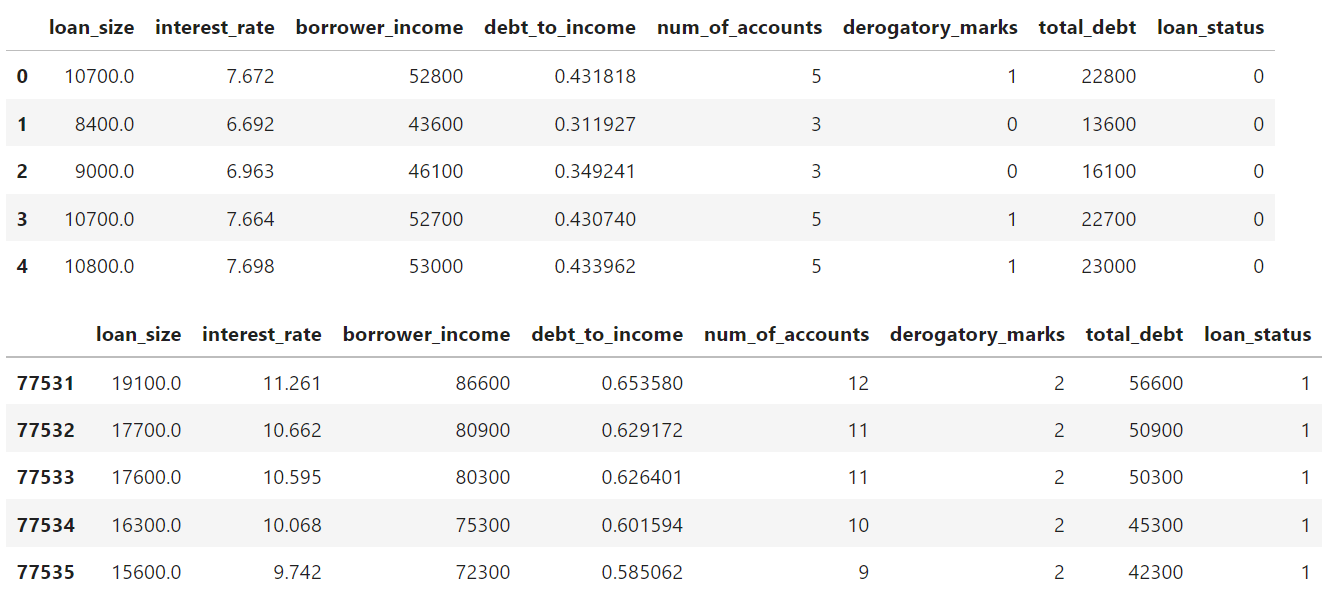 loan_size interest_rate borrower_income debt_to_income num_of_accounts derogatory_marks total_debt loan_status
0 10700.0 7.672 52800 0.431818 5 1 22800 0
1 8400.0 6.692 43600 0.311927 3 0 13600 0
2 9000.0 6.963 46100 0.349241 3 0 16100 0
3 10700.0 7.664 52700 0.430740 5 1 22700 0
4 10800.0 7.698 53000 0.433962 5 1 23000 0
loan_size interest_rate borrower_income debt_to_income num_of_accounts derogatory_marks total_debt loan_status
77531 19100.0 11.261 86600 0.653580 12 2 56600 1
77532 17700.0 10.662 80900 0.629172 11 2 50900 1
77533 17600.0 10.595 80300 0.626401 11 2 50300 1
77534 16300.0 10.068 75300 0.601594 10 2 45300 1
77535 15600.0 9.742 72300 0.585062 9 2 42300 1